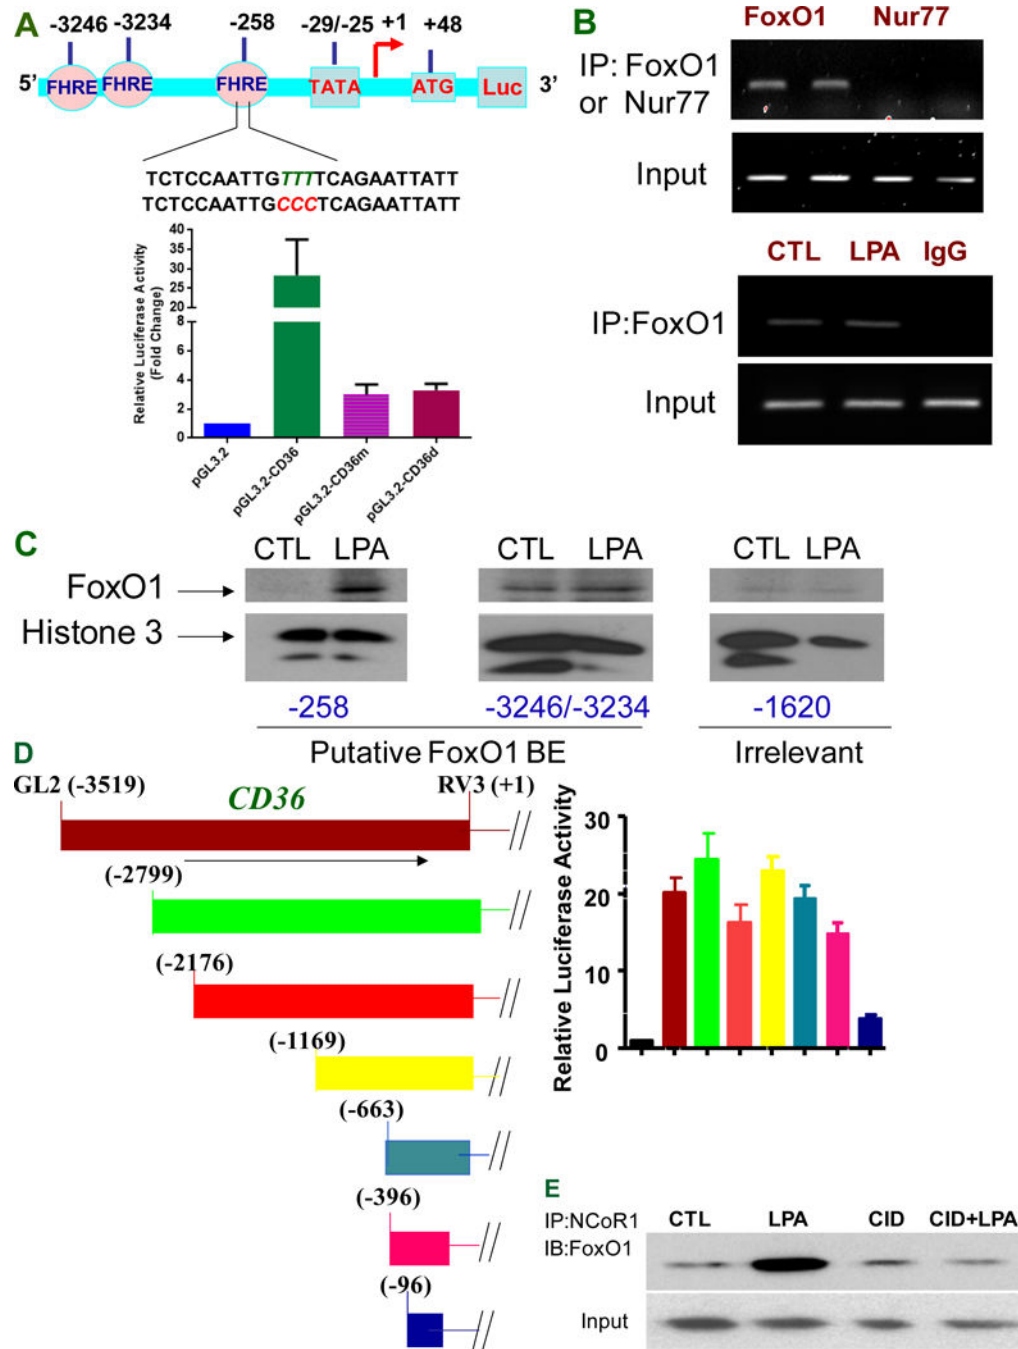 A
-3246 -3234 -258 -29/-25 +1 +48
5' FHRE FHRE FHRE TATA ATG Luc 3'
TCTCCAATTGTTTTCAGAATTATT
TCTCCAATTGCCCTCAGAATTATT
Relative Luciferase Activity
(Fold Change)
40
35
30
25
20
8
6
4
2
0
pGL3.2
pGL3.2-CD36
pGL3.2-CD36m
pGL3.2-CD36d
B
FoxO1 Nur77
IP: FoxO1
or Nur77
Input
CTL LPA IgG
IP:FoxO1
Input
C
CTL LPA CTL LPA CTL LPA
FoxO1
Histone 3
-258 -3246/-3234 -1620
Putative FoxO1 BE Irrelevant
D
GL2 (-3519) CD36 RV3 (+1)
(-2799)
(-2176)
(-1169)
(-663)
(-396)
(-96)
Relative Luciferase Activity
30
20
10
0
E
IP:NCoR1 CTL LPA CID CID+LPA
IB:FoxO1
Input